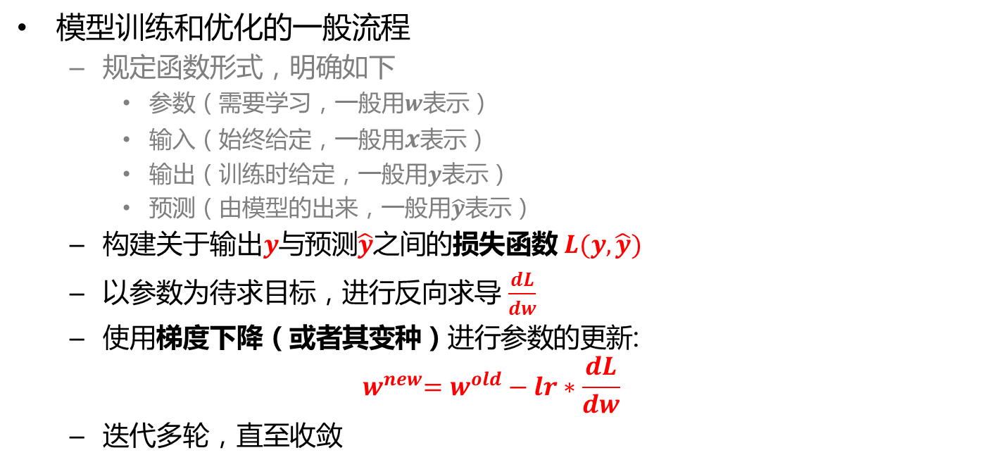 • 模型训练和优化的一般流程
– 规定函数形式，明确如下
• 参数（需要学习，一般用w表示）
• 输入（始终给定，一般用x表示）
• 输出（训练时给定，一般用y表示）
• 预测（由模型的出来，一般用ŷ表示）
– 构建关于输出y与预测ŷ之间的损失函数 L(y, ŷ)
– 以参数为待求目标，进行反向求导 dL/dw
– 使用梯度下降（或者其变种）进行参数的更新:
w^new = w^old − lr * dL/dw
– 迭代多轮，直至收敛